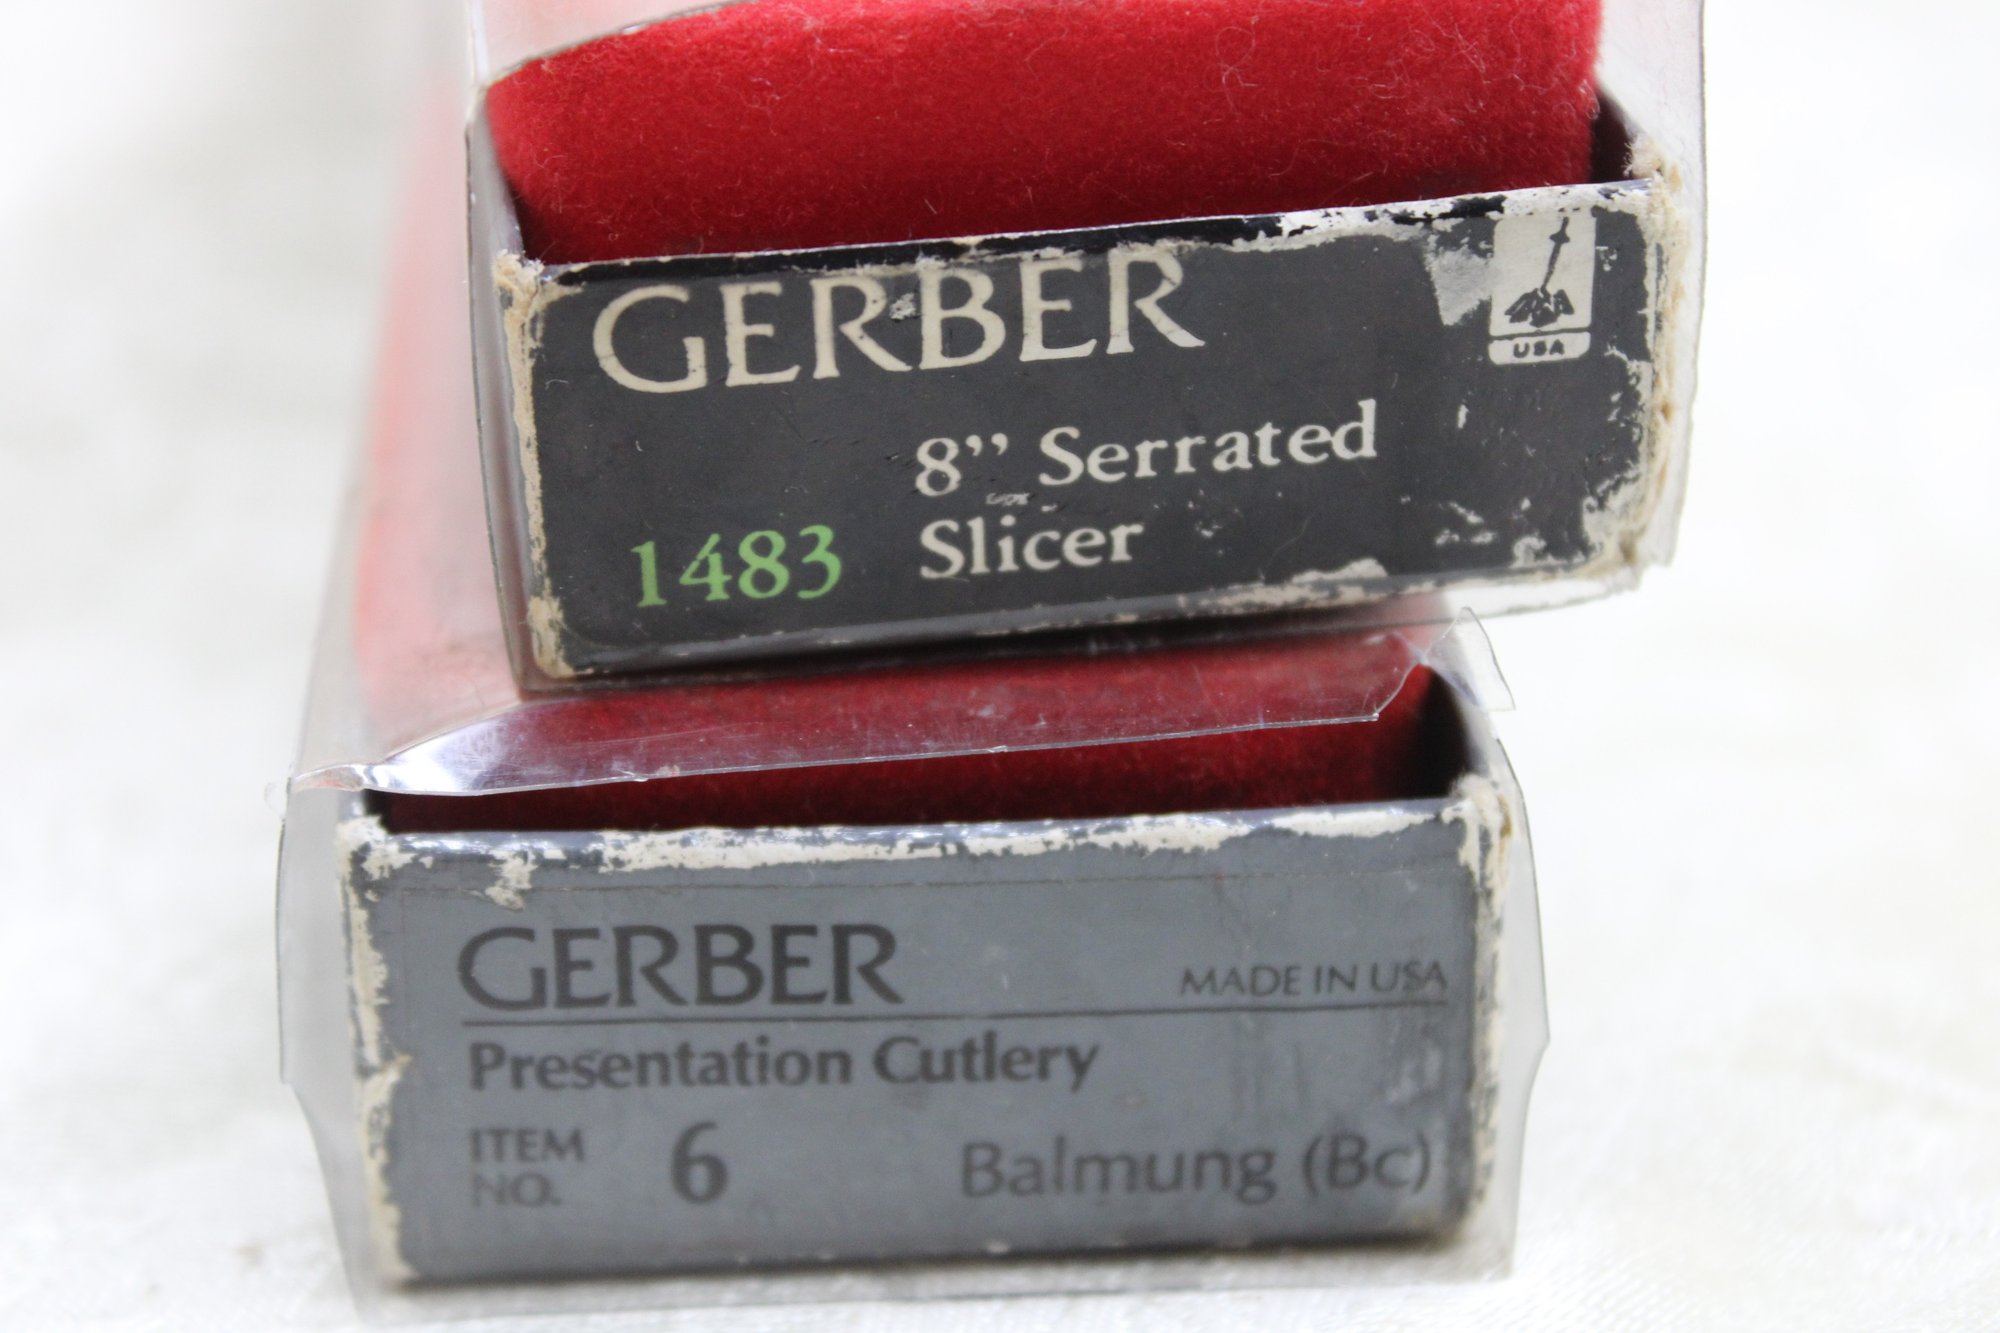 GERBER
USA
8” Serrated
1483 Slicer
GERBER MADE IN USA
Presentation Cutlery
ITEM NO. 6 Balmung (Bc)